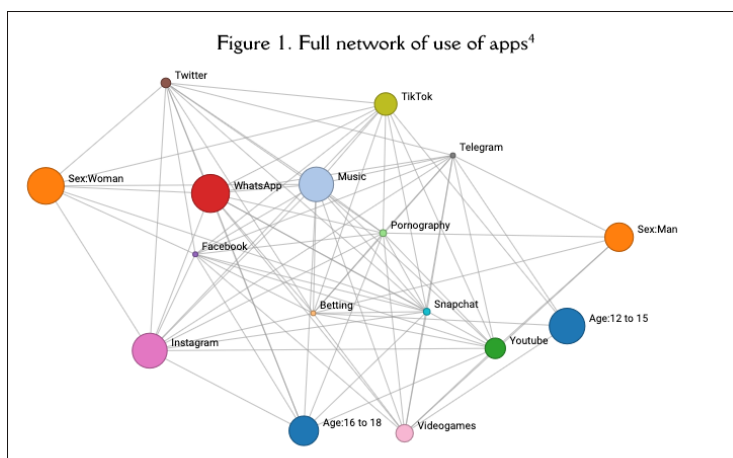 Figure 1. Full network of use of apps4
Twitter
TikTok
Telegram
Sex:Woman
WhatsApp
Music
Pornography
Sex:Man
Facebook
Betting
Snapchat
Age:12 to 15
Instagram
Youtube
Age:16 to 18
Videogames